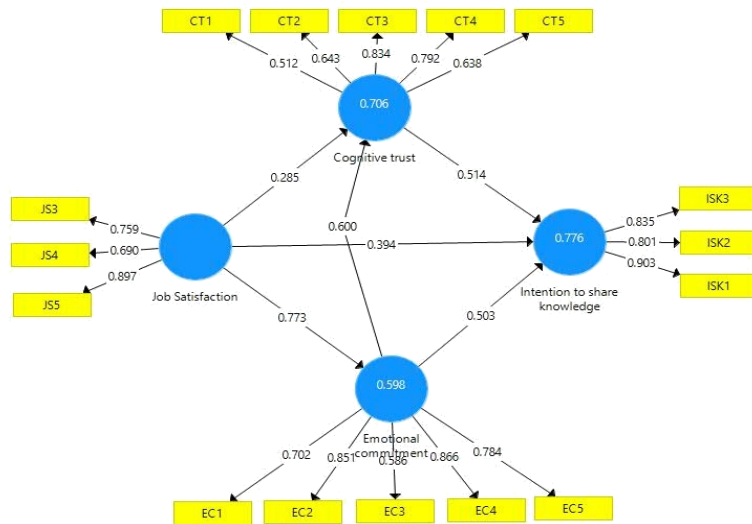 CT1
CT2
CT3
CT4
CT5
0.512
0.643
0.834
0.792
0.638
0.706
Cognitive trust
0.285
0.514
0.600
JS3
JS4
JS5
0.759
0.690
0.897
Job Satisfaction
0.394
0.776
Intention to share
knowledge
0.835
0.801
0.903
ISK3
ISK2
ISK1
0.773
0.503
0.598
Emotional
commitment
0.702
0.851
0.586
0.866
0.784
EC1
EC2
EC3
EC4
EC5